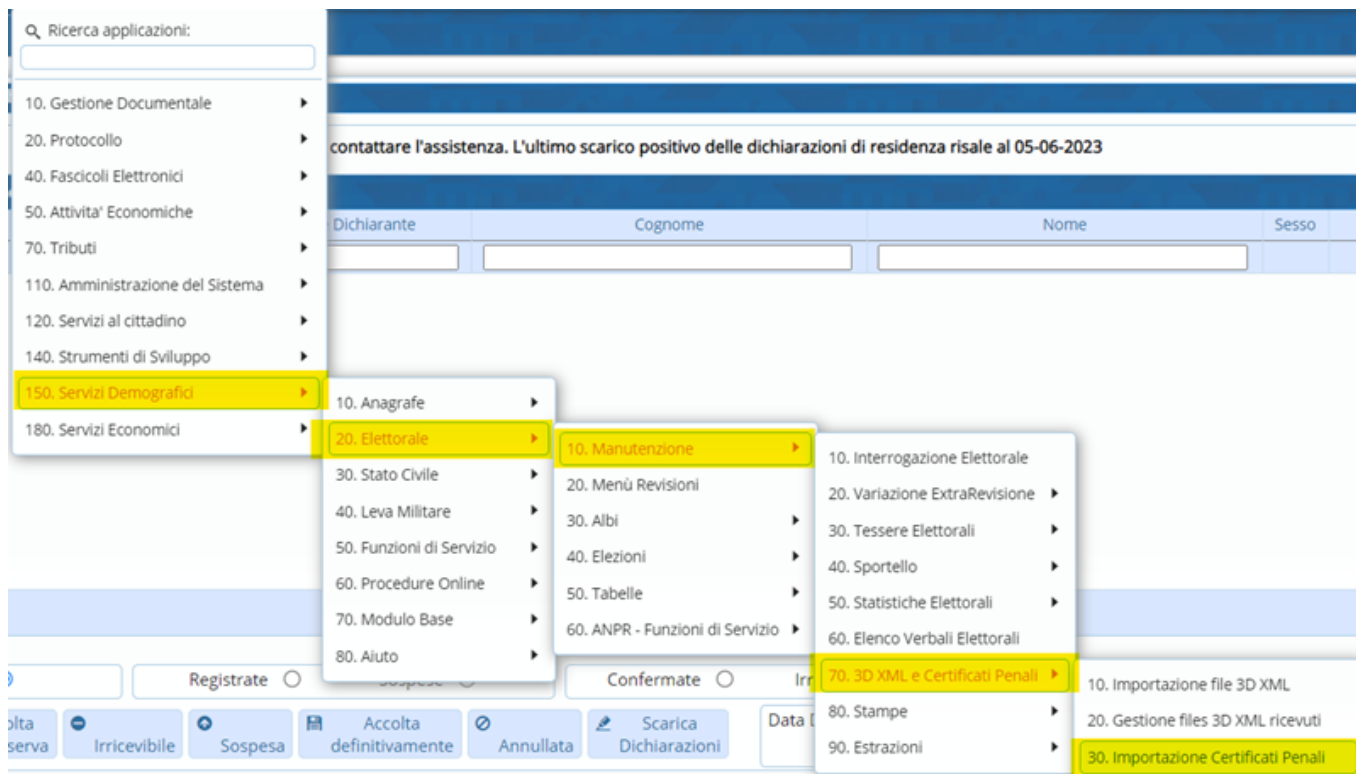 Ricerca applicazioni:
10. Gestione Documentale
20. Protocollo
40. Fascicoli Elettronici
50. Attivita' Economiche
70. Tributi
110. Amministrazione del Sistema
120. Servizi al cittadino
140. Strumenti di Sviluppo
150. Servizi Demografici
180. Servizi Economici
contattare l'assistenza. L'ultimo scarico positivo delle dichiarazioni di residenza risale al 05-06-2023
Dichiarante Cognome Nome Sesso
10. Anagrafe
20. Elettorale
30. Stato Civile
40. Leva Militare
50. Funzioni di Servizio
60. Procedure Online
70. Modulo Base
80. Aiuto
10. Manutenzione
20. Menù Revisioni
30. Albi
40. Elezioni
50. Tabelle
60. ANPR - Funzioni di Servizio
10. Interrogazione Elettorale
20. Variazione ExtraRevisione
30. Tessere Elettorali
40. Sportello
50. Statistiche Elettorali
60. Elenco Verbali Elettorali
70. 3D XML e Certificati Penali
80. Stampe
90. Estrazioni
10. Importazione file 3D XML
20. Gestione files 3D XML ricevuti
30. Importazione Certificati Penali
Registrate Sospese Confermate Irr
olta
serva
Irricevibile
Sospesa
Accolta
definitivamente
Annullata
Scarica
Dichiarazioni
Data